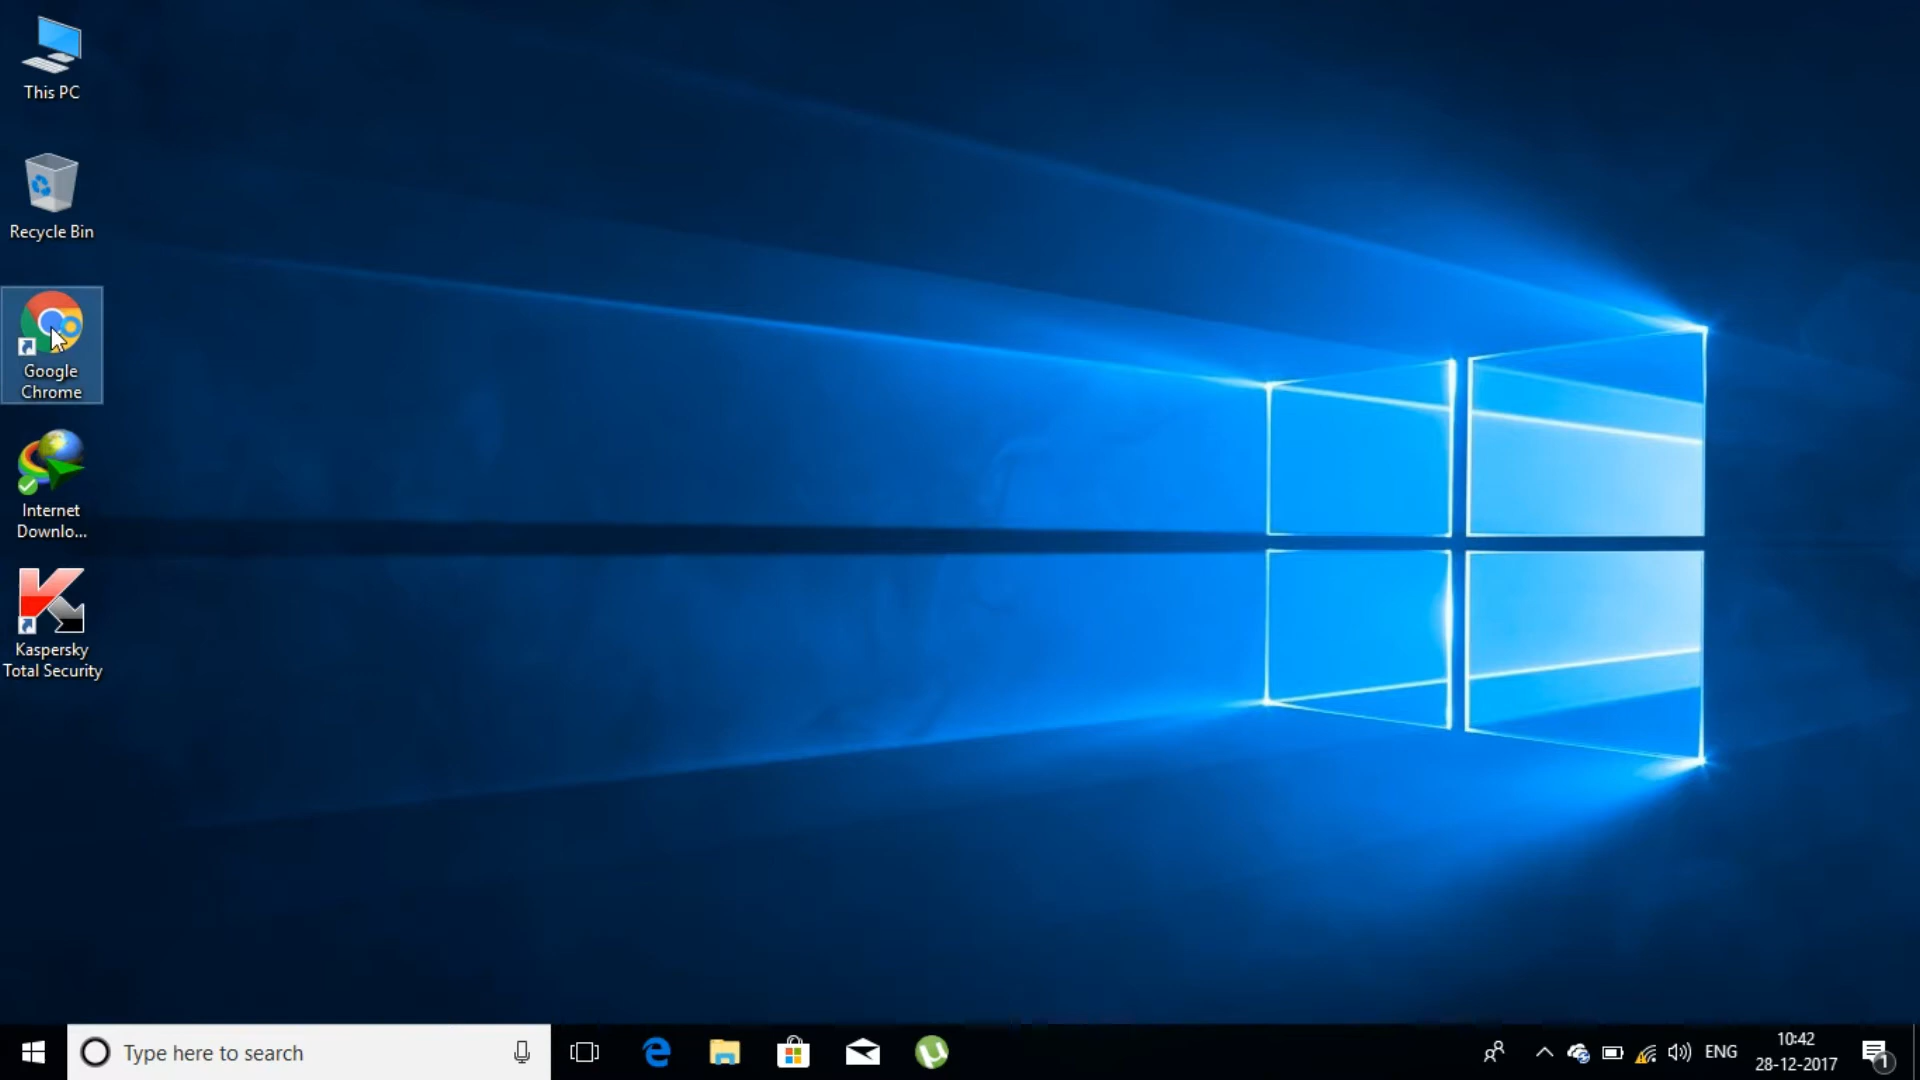 This PC
Recycle Bin
Google
Chrome
Internet
Downlo...
Kaspersky
Total Security
Type here to search
ENG
10:42
28-12-2017
1